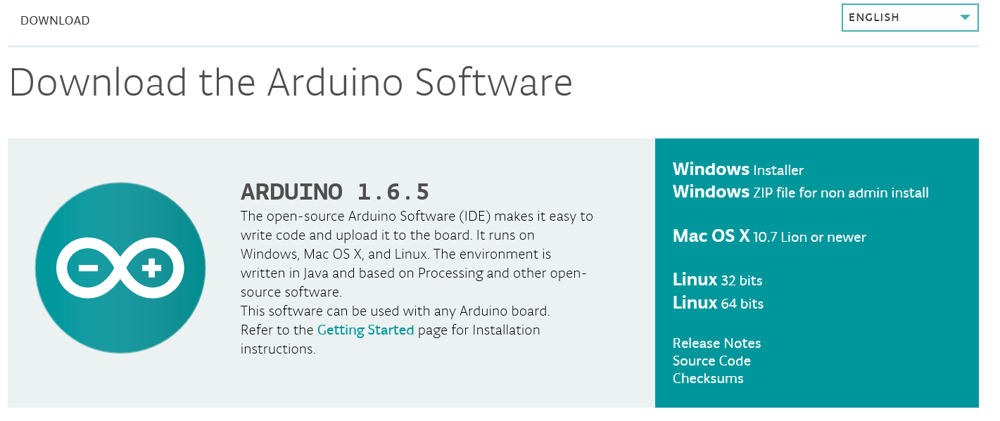 DOWNLOAD
ENGLISH
Download the Arduino Software
ARDUINO 1.6.5
The open-source Arduino Software (IDE) makes it easy to
write code and upload it to the board. It runs on
Windows, Mac OS X, and Linux. The environment is
written in Java and based on Processing and other open-
source software.
This software can be used with any Arduino board.
Refer to the Getting Started page for Installation
instructions.
Windows Installer
Windows ZIP file for non admin install
Mac OS X 10.7 Lion or newer
Linux 32 bits
Linux 64 bits
Release Notes
Source Code
Checksums